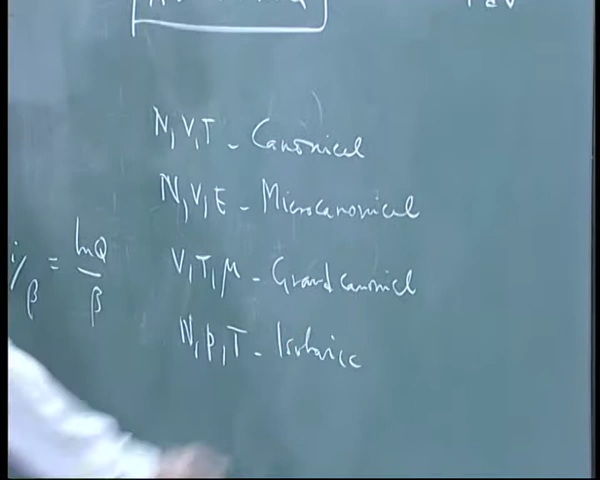 N, V, T - Canonical
N, V, E - Microcanonical
V, T, μ - Grand canonical
N, p, T - Isobaric
/β = lnQ/β